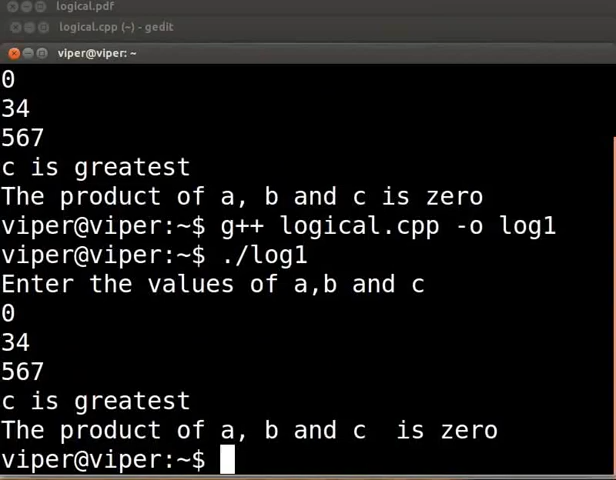 logical.pdf
logical.cpp (~) - gedit
viper@viper: ~
0
34
567
c is greatest
The product of a, b and c is zero
viper@viper:~$ g++ logical.cpp -o log1
viper@viper:~$ ./log1
Enter the values of a,b and c
0
34
567
c is greatest
The product of a, b and c  is zero
viper@viper:~$